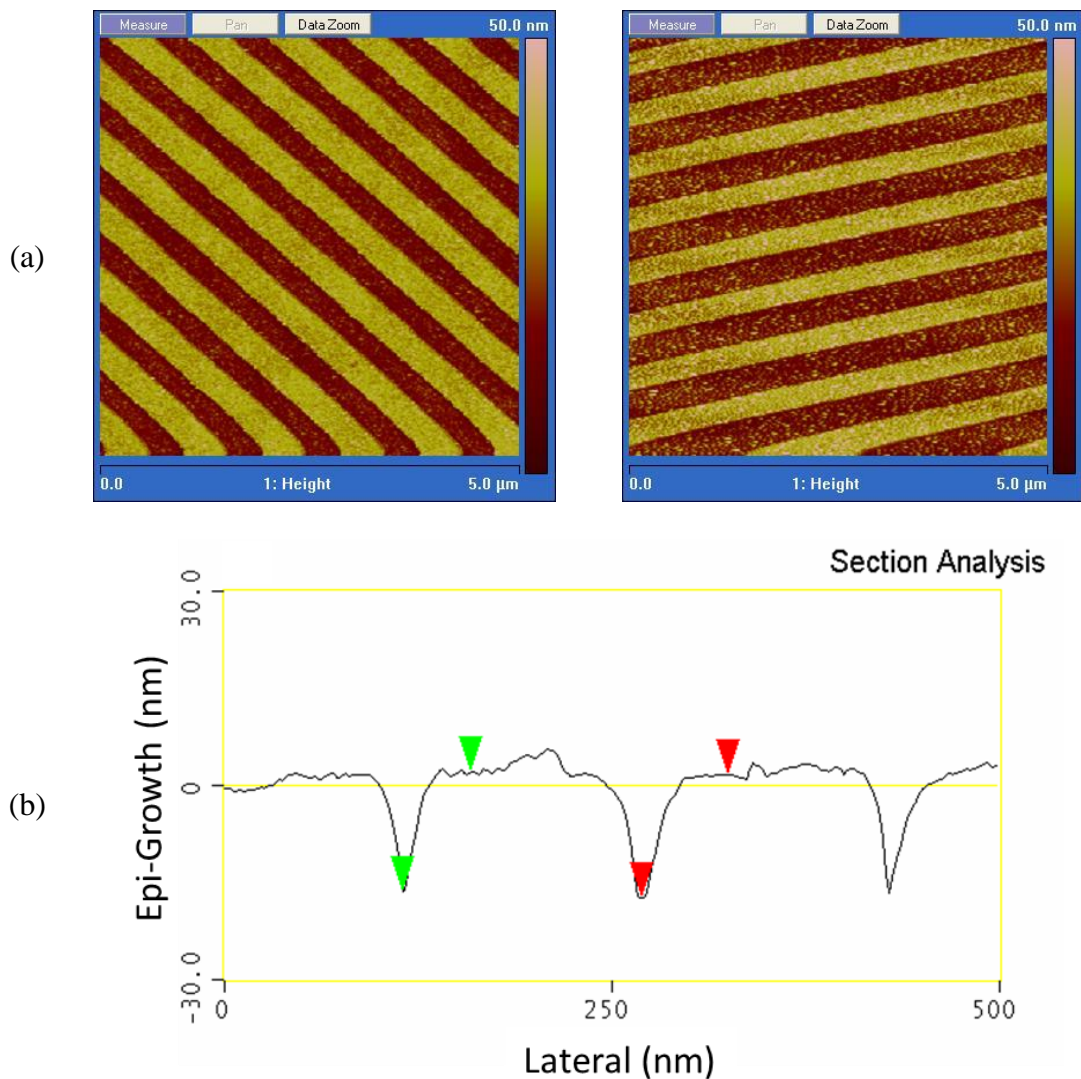 Measure Pan Data Zoom 50.0 nm
Measure Pan Data Zoom 50.0 nm
(a)
0.0 1: Height 5.0 µm
0.0 1: Height 5.0 µm
Section Analysis
(b)
Epi-Growth (nm)
30.0
0
-30.0
0 250 500
Lateral (nm)